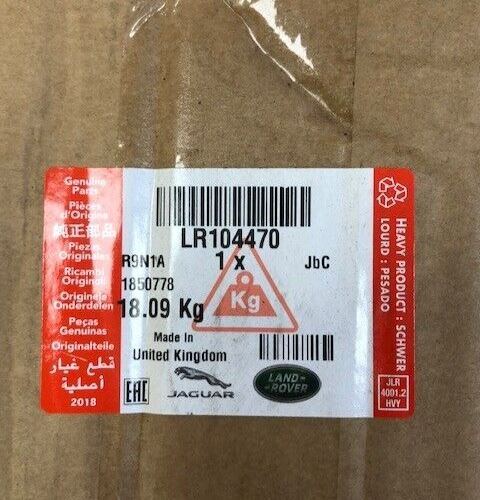 Genuine
Parts
Pièces
d'Origine
純正部品
Piezas
Originales
Ricambi
Originali
Originele
Onderdelen
Peças
Genuinas
Originalteile
قطع غيار
أصلية
2018
LR104470
R9N1A
1 x
JbC
1850778
18.09 Kg
Kg
Made In
United Kingdom
EAC
JAGUAR
LAND-
ROVER
HEAVY PRODUCT : SCHWER
LOURD : PESADO
JLR
4001.2
HVY